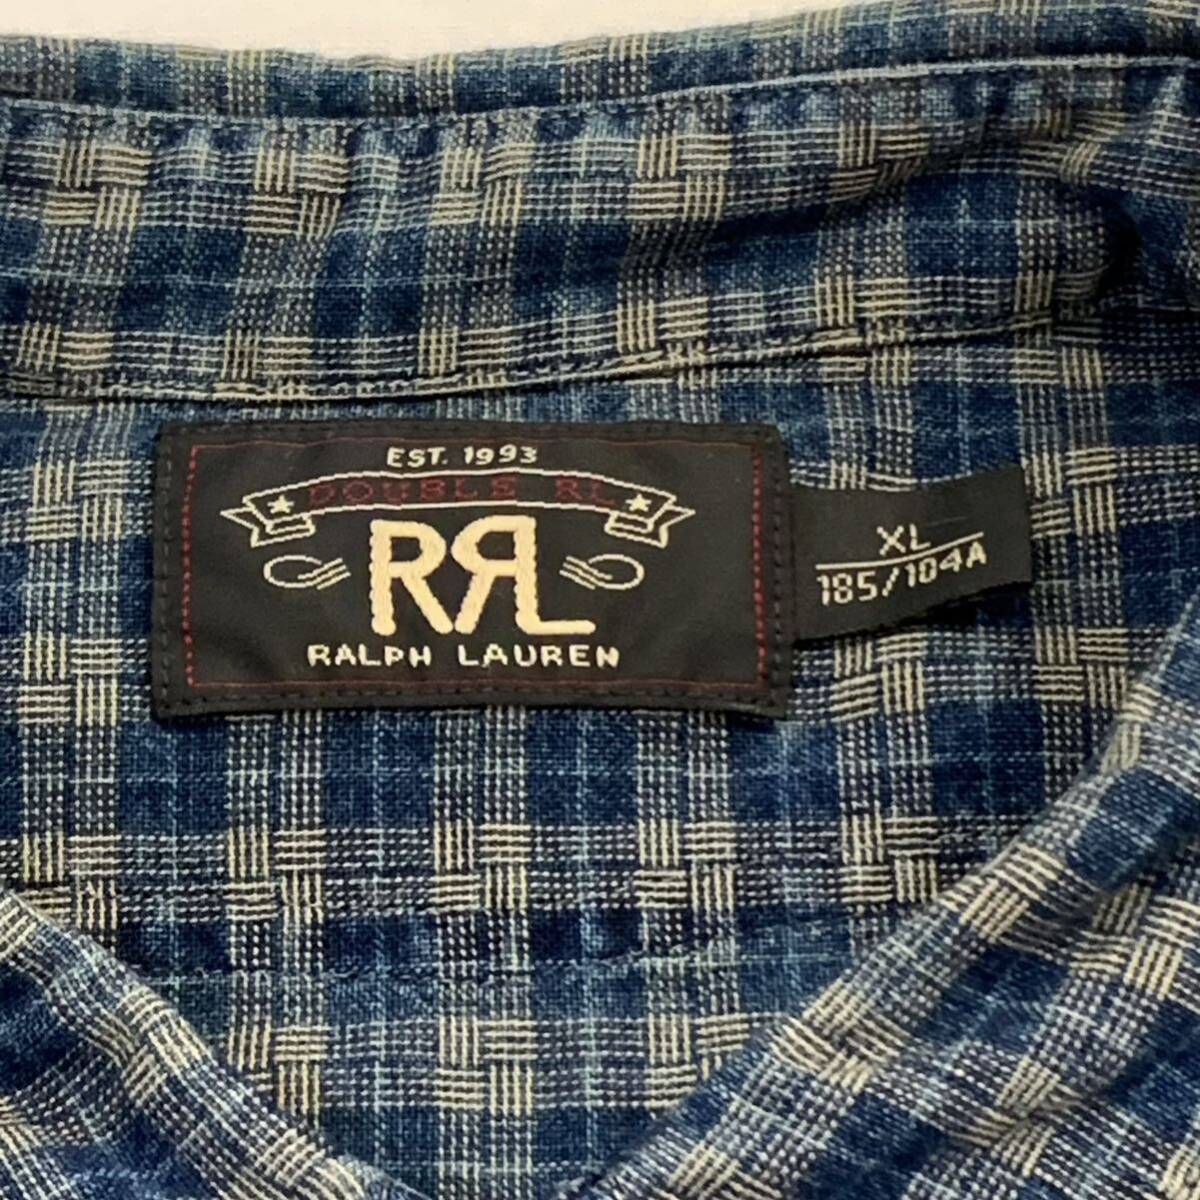 EST. 1993
DOUBLE RL
RRL
RALPH LAUREN
XL
185/104A